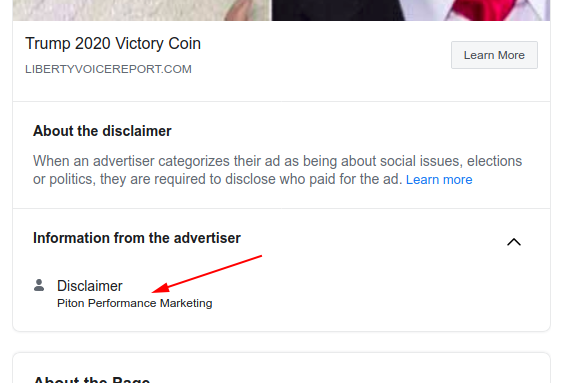 Trump 2020 Victory Coin
Learn More
LIBERTYVOICEREPORT.COM
About the disclaimer
When an advertiser categorizes their ad as being about social issues, elections
or politics, they are required to disclose who paid for the ad. Learn more
Information from the advertiser
Disclaimer
Piton Performance Marketing
About the Page